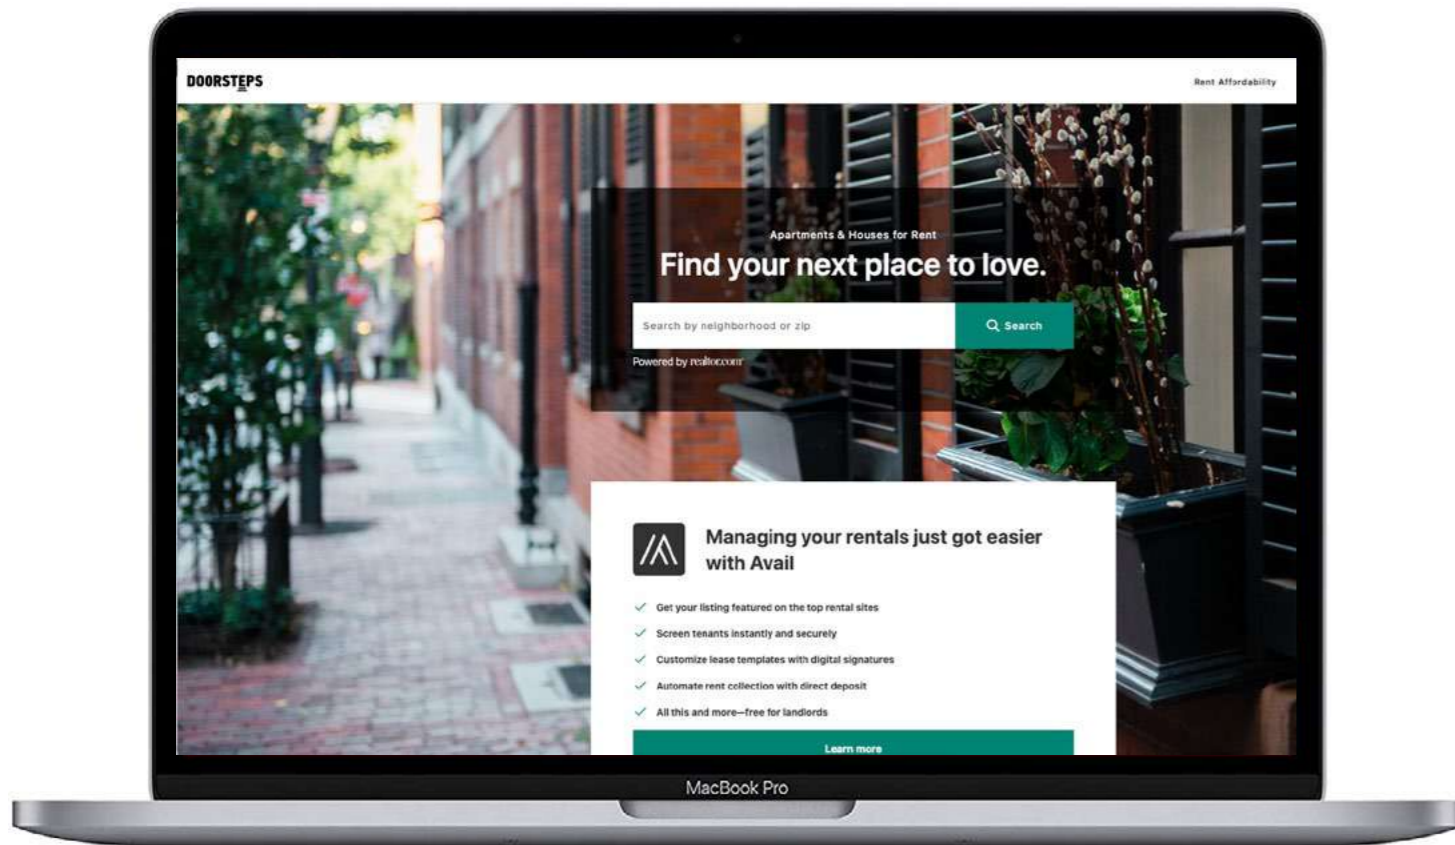 DOORSTEPS
Rent Affordability
Apartments & Houses for Rent
Find your next place to love.
Search by neighborhood or zip
Search
Powered by realtor.com®
Managing your rentals just got easier
with Avail
Get your listing featured on the top rental sites
Screen tenants instantly and securely
Customize lease templates with digital signatures
Automate rent collection with direct deposit
All this and more—free for landlords
Learn more
MacBook Pro